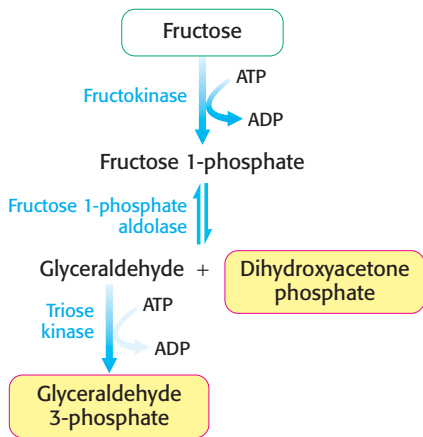 Fructose
ATP
Fructokinase
ADP
Fructose 1-phosphate
Fructose 1-phosphate
aldolase
Glyceraldehyde + Dihydroxyacetone
phosphate
ATP
Triose
kinase
ADP
Glyceraldehyde
3-phosphate